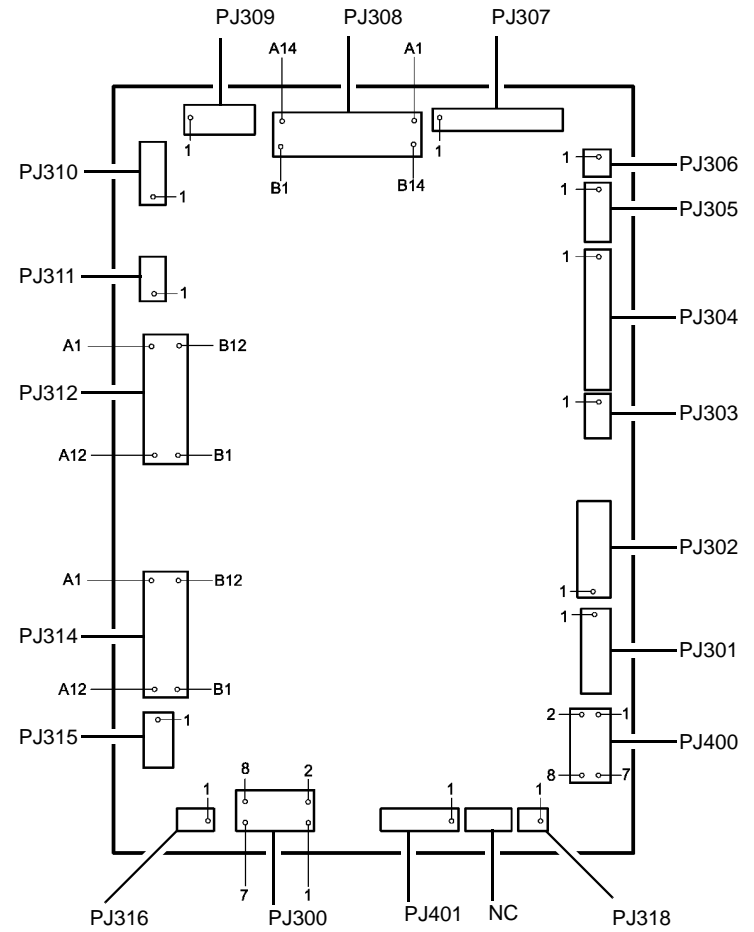 PJ309 PJ308 PJ307
A14 A1
1 1
B1 B14
PJ310 1
1 PJ306
1 PJ305
PJ311 1
1 PJ304
A1 B12
PJ312
1 PJ303
A12 B1
PJ302
1
A1 B12
PJ314
1 PJ301
A12 B1
PJ315 1
2 1
PJ400
8 7
8 2
1 1 1
7 1
PJ316 PJ300 PJ401 NC PJ318